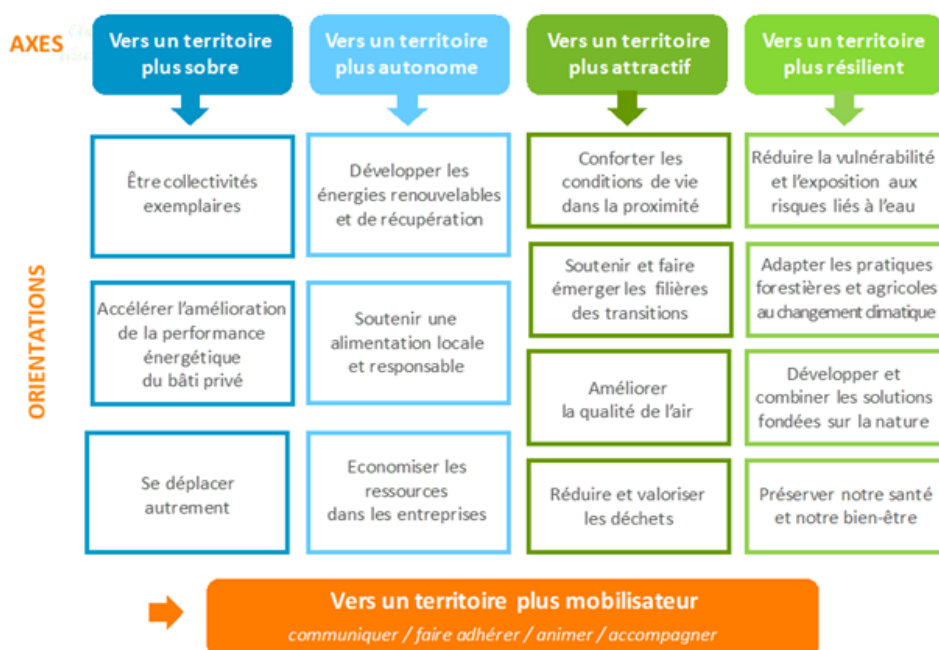 AXES
Vers un territoire
plus sobre
Vers un territoire
plus autonome
Vers un territoire
plus attractif
Vers un territoire
plus résilient
ORIENTATIONS
Être collectivités
exemplaires
Accélérer l'amélioration
de la performance
énergétique
du bâti privé
Se déplacer
autrement
Développer les
énergies renouvelables
et de récupération
Soutenir une
alimentation locale
et responsable
Economiser les
ressources
dans les entreprises
Conforter les
conditions de vie
dans la proximité
Soutenir et faire
émerger les filières
des transitions
Améliorer
la qualité de l'air
Réduire et valoriser
les déchets
Réduire la vulnérabilité
et l'exposition aux
risques liés à l'eau
Adapter les pratiques
forestières et agricoles
au changement climatique
Développer et
combiner les solutions
fondées sur la nature
Préserver notre santé
et notre bien-être
Vers un territoire plus mobilisateur
communiquer / faire adhérer / animer / accompagner